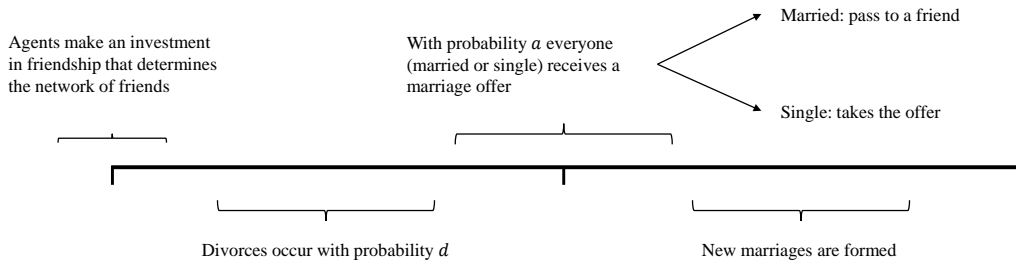 Agents make an investment
in friendship that determines
the network of friends
With probability a everyone
(married or single) receives a
marriage offer
Married: pass to a friend
Single: takes the offer
Divorces occur with probability d
New marriages are formed